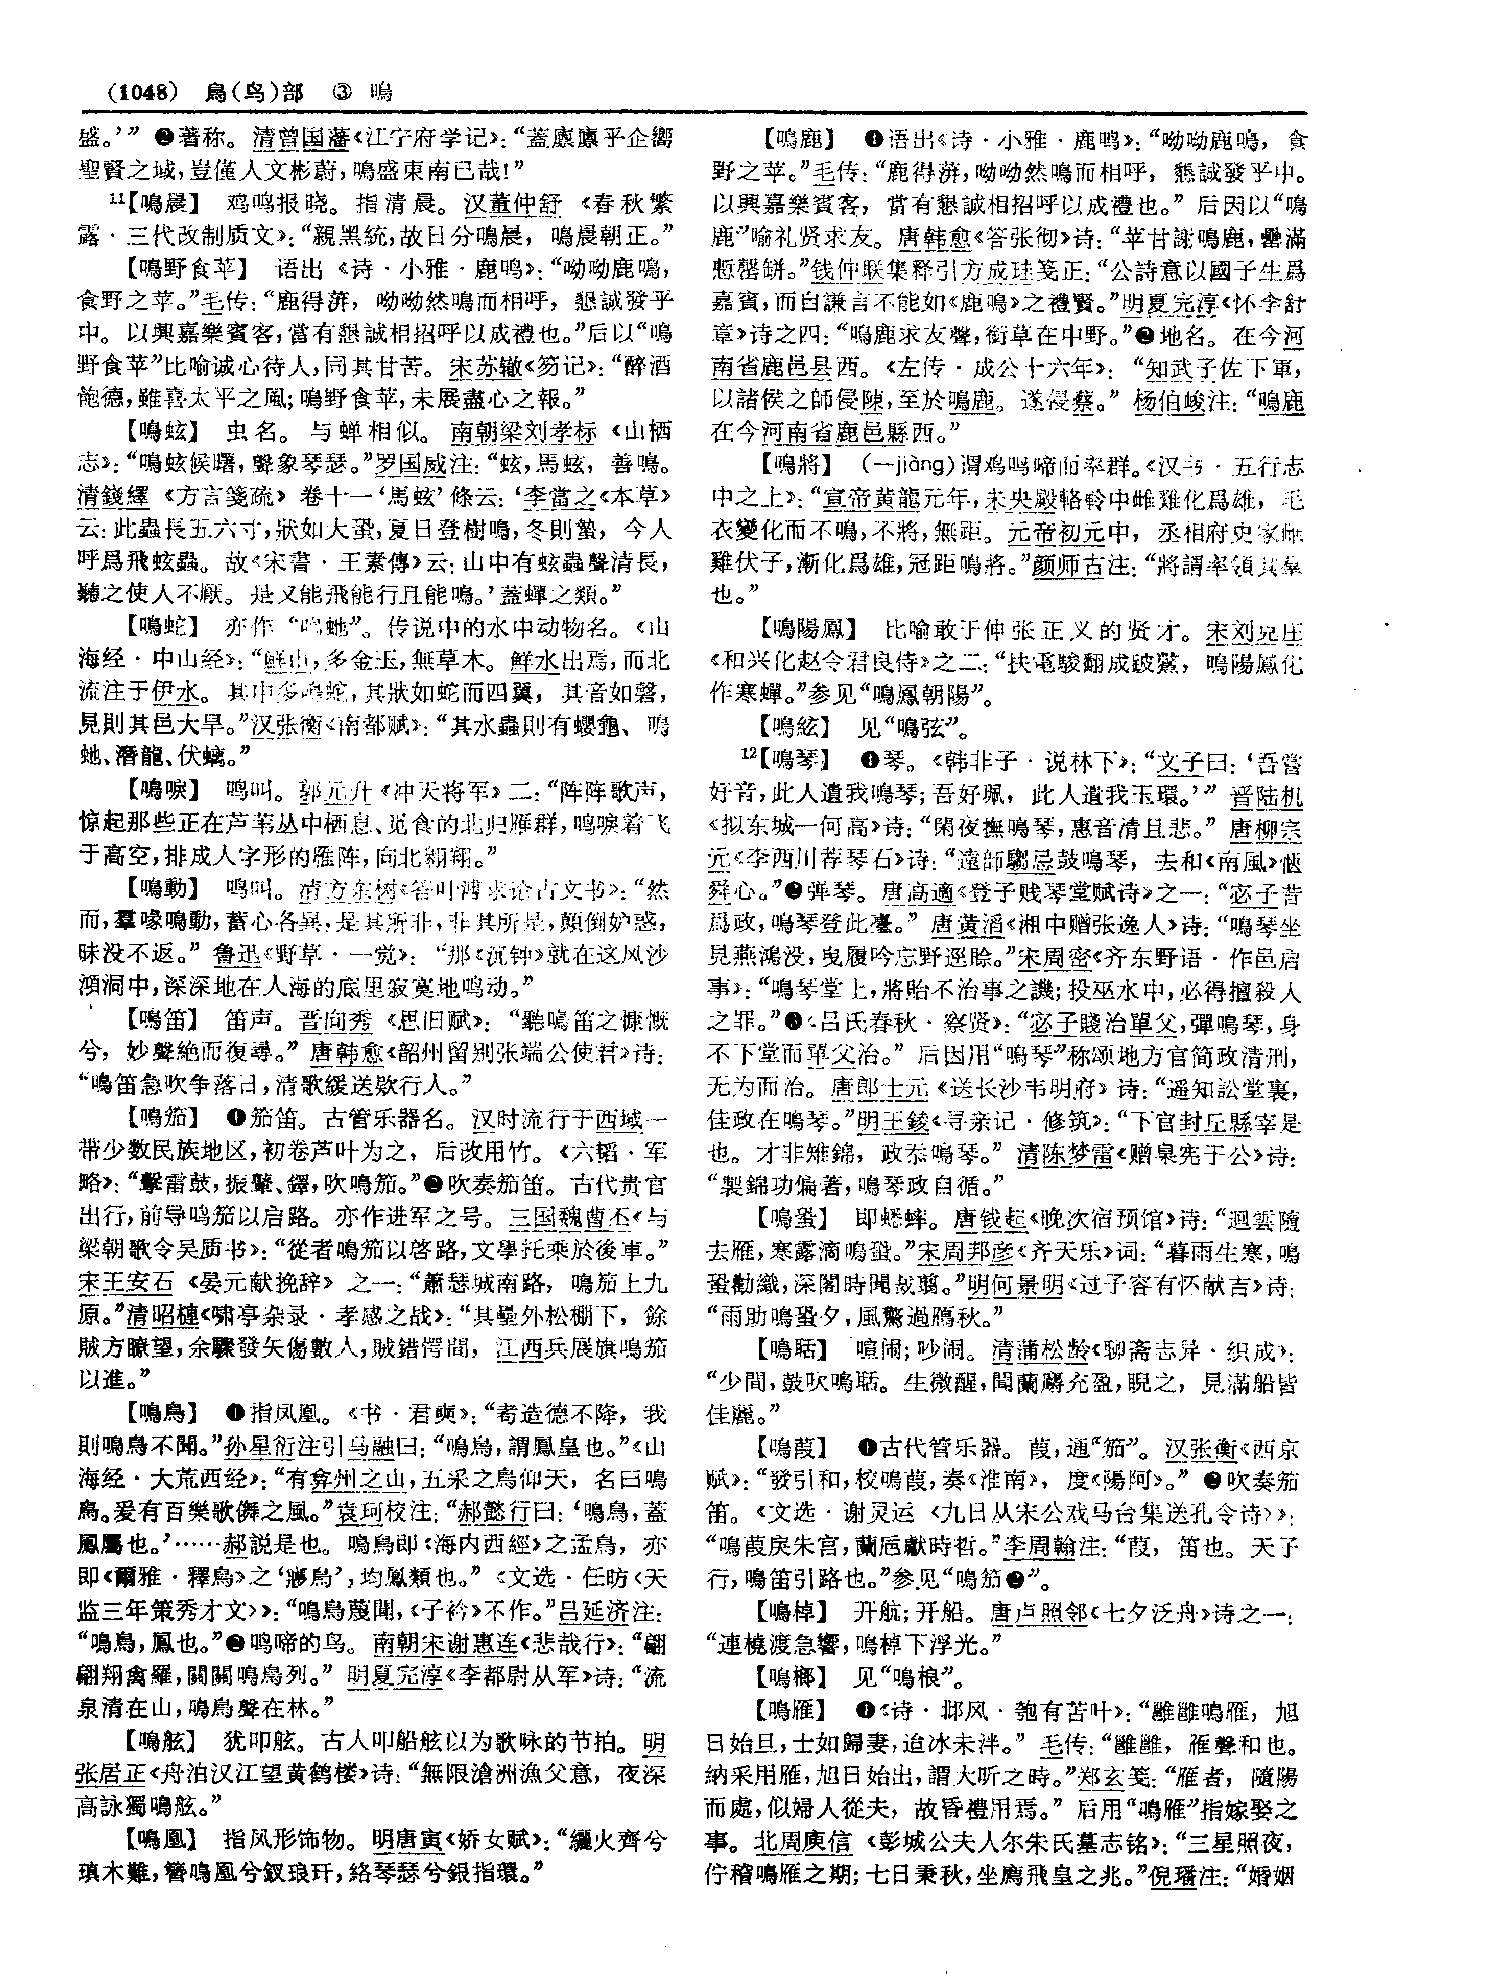 (1048) 鳥(鸟)部 ③ 鳴
盛。’” ❷著称。清曾国藩《江宁府学记》：“蓋廩廩乎企嚮
聖賢之域，豈僅人文彬蔚，鳴盛東南已哉！”
11【鳴晨】 鸡鸣报晓。指清晨。汉董仲舒《春秋繁
露·三代改制质文》：“親黑統，故日分鳴晨，鳴晨朝正。”
【鳴野食苹】 语出《诗·小雅·鹿鸣》：“呦呦鹿鳴，
食野之苹。”毛传：“鹿得蓱，呦呦然鳴而相呼，懇誠發乎
中。以興嘉樂賓客，當有懇誠相招呼以成禮也。”后以“鳴
野食苹”比喻诚心待人，同其甘苦。宋苏辙《笏记》：“醉酒
飽德，雖喜太平之風；鳴野食苹，未展盡心之報。”
【鳴蚿】 虫名。与蝉相似。南朝梁刘孝标《山栖
志》：“鳴蚿候曙，聲象琴瑟。”罗国威注：“蚿，馬蚿，善鳴。
清錢繹《方言箋疏》卷十一‘馬蚿’條云：‘李當之《本草》
云：此蟲長五六寸，狀如大蛩，夏日登樹鳴，冬則蟄，今人
呼爲飛蚿蟲。故《宋書·王素傳》云：山中有蚿蟲聲清長，
聽之使人不厭。是又能飛能行且能鳴。’蓋蟬之類。”
【鳴蛇】 亦作“鳴虵”。传说中的水中动物名。《山
海经·中山经》：“鮮山，多金玉，無草木。鮮水出焉，而北
流注于伊水。其中多鳴蛇，其狀如蛇而四翼，其音如磬，
見則其邑大旱。”汉张衡《南都赋》：“其水蟲則有蠳龜、鳴
虵、潛龍、伏螭。”
【鳴唳】 鸣叫。郭元升《冲天将军》二：“阵阵歌声，
惊起那些正在芦苇丛中栖息、觅食的北归雁群，鸣唳着飞
于高空，排成人字形的雁阵，向北翱翔。”
【鳴動】 鸣叫。清方东树《答叶溥求论古文书》：“然
而，羣喙鳴動，蓄心各異，是其所非，非其所是，顛倒妒惑，
昧没不返。”鲁迅《野草·一觉》：“那《沉钟》就在这风沙
澒洞中，深深地在人海的底里寂寞地鸣动。”
【鳴笛】 笛声。晋向秀《思旧赋》：“聽鳴笛之慷慨
兮，妙聲絶而復尋。”唐韩愈《韶州留别张端公使君》诗：
“鳴笛急吹争落日，清歌緩送欵行人。”
【鳴笳】 ❶笳笛。古管乐器名。汉时流行于西域一
带少数民族地区，初卷芦叶为之，后改用竹。《六韬·军
略》：“擊雷鼓，振鼙、鐸，吹鳴笳。”❷吹奏笳笛。古代贵官
出行，前导鸣笳以启路。亦作进军之号。三国魏曹丕《与
梁朝歌令吴质书》：“從者鳴笳以啓路，文學托乘於後車。”
宋王安石《晏元献挽辞》之一：“蕭瑟城南路，鳴笳上九
原。”清昭槤《啸亭杂录·孝感之战》：“其壘外松棚下，餘
賊方瞭望，余驟發矢傷數人，賊錯愕間，江西兵展旗鳴笳
以進。”
【鳴鳥】 ❶指凤凰。《书·君奭》：“耇造德不降，我
則鳴鳥不聞。”孙星衍注引马融曰：“鳴鳥，謂鳳皇也。”《山
海经·大荒西经》：“有弇州之山，五采之鳥仰天，名曰鳴
鳥。爰有百樂歌儛之風。”袁珂校注：“郝懿行曰：‘鳴鳥，蓋
鳳屬也。’……郝説是也。鳴鳥即《海内西經》之孟鳥，亦
即《爾雅·釋鳥》之‘𪇆鳥’，均鳳類也。”《文选·任昉〈天
监三年策秀才文〉》：“鳴鳥蔑聞，《子衿》不作。”吕延济注：
“鳴鳥，鳳也。”❷鸣啼的鸟。南朝宋谢惠连《悲哉行》：“翩
翩翔禽羅，關關鳴鳥列。”明夏完淳《李都尉从军》诗：“流
泉清在山，鳴鳥聲在林。”
【鳴舷】 犹叩舷。古人叩船舷以为歌咏的节拍。明
张居正《舟泊汉江望黄鹤楼》诗：“無限滄洲漁父意，夜深
高詠獨鳴舷。”
【鳴鳳】 指凤形饰物。明唐寅《娇女赋》：“纚火齊兮
瑱木難，簪鳴鳳兮釵琅玕，絡琴瑟兮銀指環。”
【鳴鹿】 ❶语出《诗·小雅·鹿鸣》：“呦呦鹿鳴，食
野之苹。”毛传：“鹿得蓱，呦呦然鳴而相呼，懇誠發乎中。
以興嘉樂賓客，當有懇誠相招呼以成禮也。”后因以“鳴
鹿”喻礼贤求友。唐韩愈《答张彻》诗：“苹甘謝鳴鹿，罍滿
慙罄缾。”钱仲联集释引方成珪笺正：“公詩意以國子生爲
嘉賓，而自謙言不能如《鹿鳴》之禮賢。”明夏完淳《怀李舒
章》诗之四：“鳴鹿求友聲，銜草在中野。”❷地名。在今河
南省鹿邑县西。《左传·成公十六年》：“知武子佐下軍，
以諸侯之師侵陳，至於鳴鹿。遂侵蔡。”杨伯峻注：“鳴鹿
在今河南省鹿邑縣西。”
【鳴將】 (—jiàng)谓鸡鸣啼而率群。《汉书·五行志
中之上》：“宣帝黄龍元年，未央殿輅軨中雌雞化爲雄，毛
衣變化而不鳴，不將，無距。元帝初元中，丞相府史家雌
雞伏子，漸化爲雄，冠距鳴將。”颜师古注：“將謂率領其羣
也。”
【鳴陽鳳】 比喻敢于伸张正义的贤才。宋刘克庄
《和兴化赵令君良侍》之二：“扶電駿翻成跛鱉，鳴陽鳳化
作寒蟬。”参见“鳴鳳朝陽”。
【鳴絃】 见“鳴弦”。
12【鳴琴】 ❶琴。《韩非子·说林下》：“文子曰：‘吾嘗
好音，此人遺我鳴琴；吾好珮，此人遺我玉環。’”晋陆机
《拟东城一何高》诗：“閑夜撫鳴琴，惠音清且悲。”唐柳宗
元《李西川荐琴石》诗：“遠師騶忌鼓鳴琴，去和《南風》愜
舜心。”❷弹琴。唐高適《登子贱琴堂赋诗》之一：“宓子昔
爲政，鳴琴登此臺。”唐黄滔《湘中赠张逸人》诗：“鳴琴坐
見燕鴻没，曳履吟忘野逕賒。”宋周密《齐东野语·作邑启
事》：“鳴琴堂上，將貽不治事之譏；投巫水中，必得擅殺人
之罪。”❸《吕氏春秋·察贤》：“宓子賤治單父，彈鳴琴，身
不下堂而單父治。”后因用“鳴琴”称颂地方官简政清刑，
无为而治。唐郎士元《送长沙韦明府》诗：“遥知訟堂裏，
佳政在鳴琴。”明王錂《寻亲记·修筑》：“下官封丘縣宰是
也。才非雉錦，政忝鳴琴。”清陈梦雷《赠臬宪于公》诗：
“製錦功偏著，鳴琴政自循。”
【鳴蛩】 即蟋蟀。唐钱起《晚次宿预馆》诗：“迴雲隨
去雁，寒露滴鳴蛩。”宋周邦彦《齐天乐》词：“暮雨生寒，鳴
蛩勸織，深閣時聞裁翦。”明何景明《过子容有怀献吉》诗：
“雨助鳴蛩夕，風驚過鴈秋。”
【鳴聒】 喧闹；吵闹。清蒲松龄《聊斋志异·织成》：
“少間，鼓吹鳴聒。生微醒，聞蘭麝充盈，睨之，見滿船皆
佳麗。”
【鳴葭】 ❶古代管乐器。葭，通“笳”。汉张衡《西京
赋》：“發引和，校鳴葭，奏《淮南》，度《陽阿》。”❷吹奏笳
笛。《文选·谢灵运〈九日从宋公戏马台集送孔令诗〉》：
“鳴葭戾朱宫，蘭巵獻時哲。”李周翰注：“葭，笛也。天子
行，鳴笛引路也。”参见“鳴笳❷”。
【鳴棹】 开航；开船。唐卢照邻《七夕泛舟》诗之一：
“連橈渡急響，鳴棹下浮光。”
【鳴榔】 见“鳴桹”。
【鳴雁】 ❶《诗·邶风·匏有苦叶》：“雝雝鳴雁，旭
日始旦，士如歸妻，迨冰未泮。”毛传：“雝雝，雁聲和也。
納采用雁，旭日始出，謂大昕之時。”郑玄笺：“雁者，隨陽
而處，似婦人從夫，故昏禮用焉。”后用“鳴雁”指嫁娶之
事。北周庾信《彭城公夫人尔朱氏墓志铭》：“三星照夜，
佇稽鳴雁之期；七日秉秋，坐膺飛皇之兆。”倪璠注：“婚姻